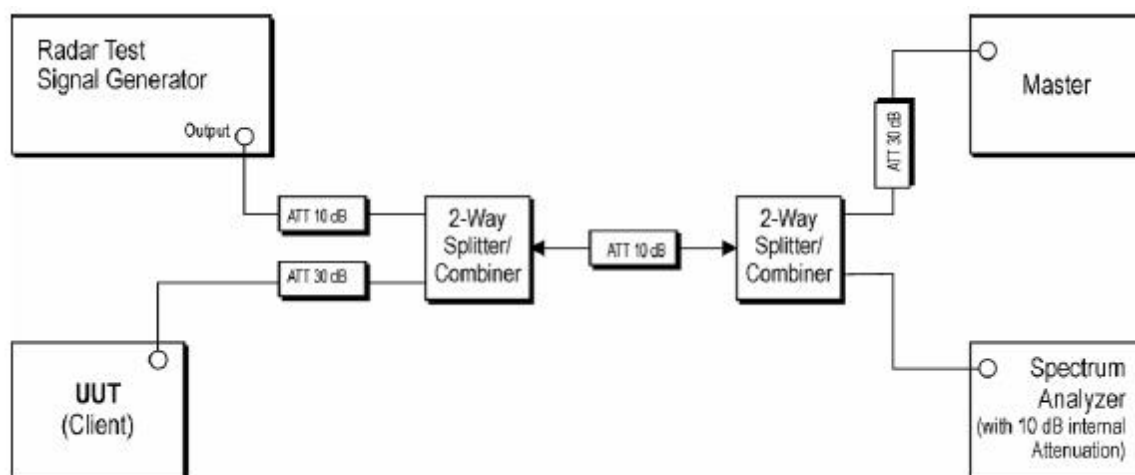 Radar Test
Signal Generator
Output
Master
ATT 30 dB
ATT 10 dB
2-Way
Splitter/
Combiner
ATT 10 dB
2-Way
Splitter/
Combiner
ATT 30 dB
UUT
(Client)
Spectrum
Analyzer
(with 10 dB internal
Attenuation)